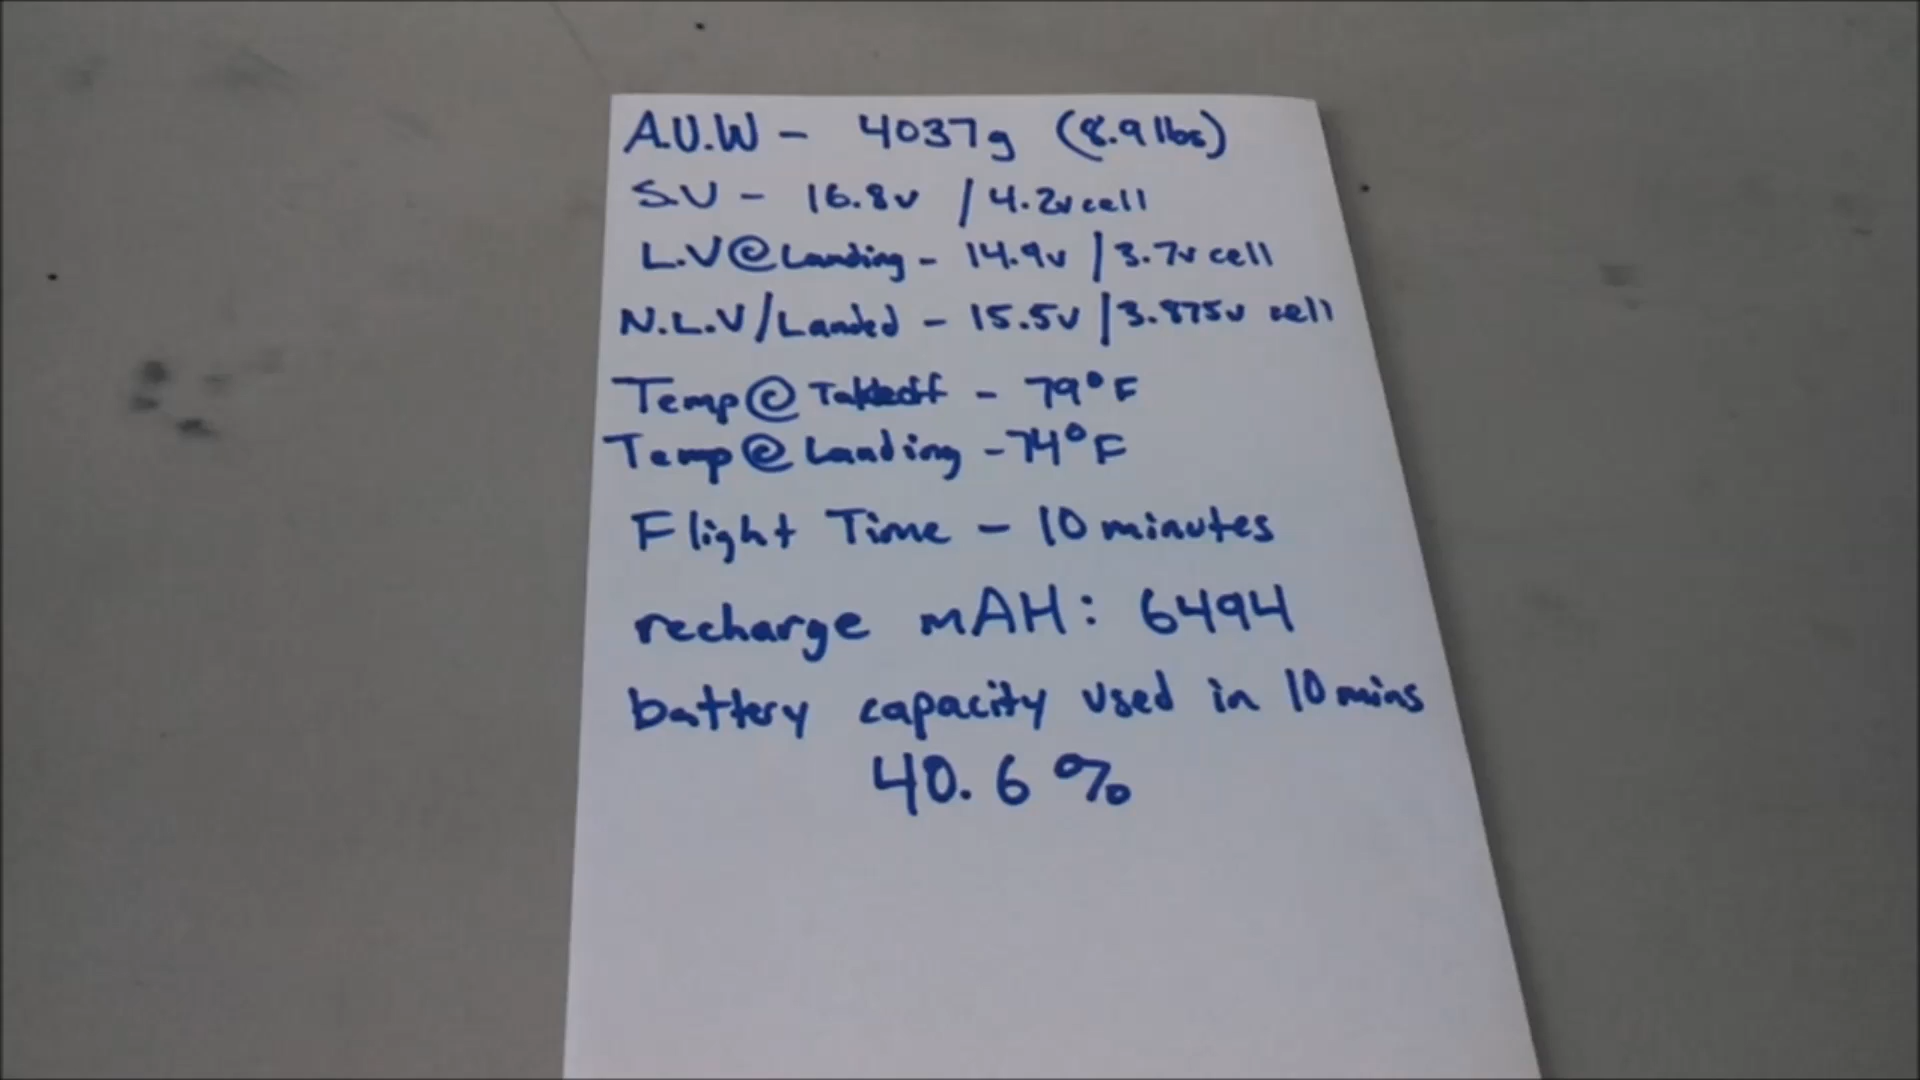 A.U.W - 4037g (8.9lbs)
S.V - 16.8v / 4.2v cell
L.V@Landing - 14.9v | 3.7v cell
N.L.V/Landed - 15.5v | 3.875v cell
Temp@ Takeoff - 79°F
Temp@ Landing - 74°F
Flight Time - 10 minutes
recharge mAH: 6494
battery capacity used in 10 mins
40.6%